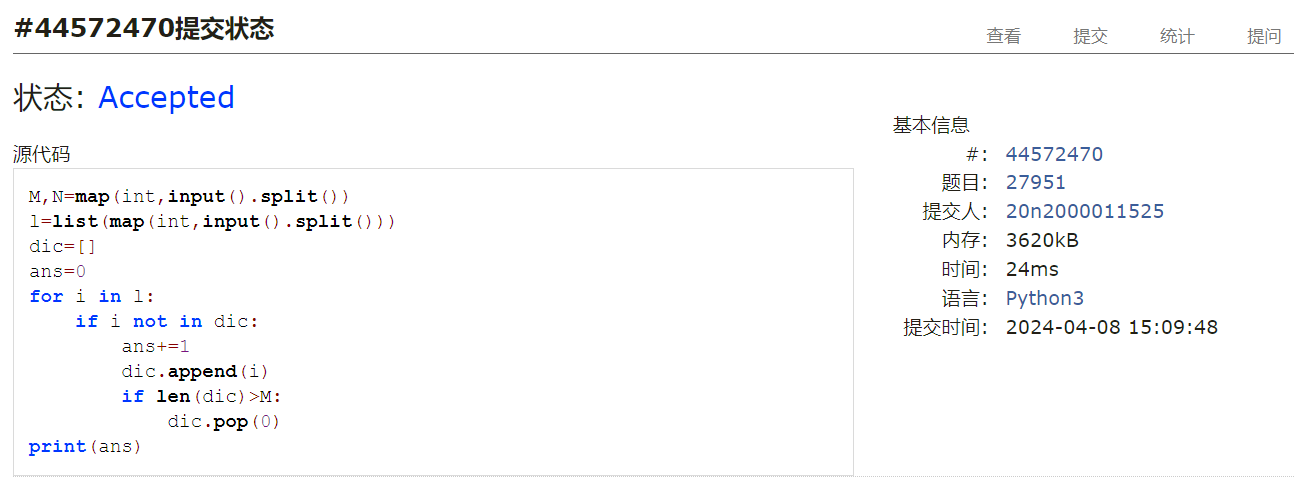 #44572470提交状态
查看 提交 统计 提问
状态: Accepted
源代码
M,N=map(int,input().split())
l=list(map(int,input().split()))
dic=[]
ans=0
for i in l:
    if i not in dic:
        ans+=1
        dic.append(i)
        if len(dic)>M:
            dic.pop(0)
print(ans)
基本信息
#: 44572470
题目: 27951
提交人: 20n2000011525
内存: 3620kB
时间: 24ms
语言: Python3
提交时间: 2024-04-08 15:09:48